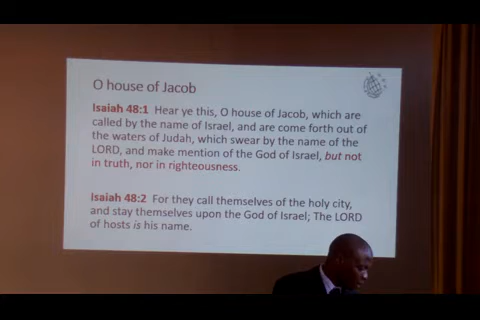 O house of Jacob
Isaiah 48:1 Hear ye this, O house of Jacob, which are
called by the name of Israel, and are come forth out of
the waters of Judah, which swear by the name of the
LORD, and make mention of the God of Israel, but not
in truth, nor in righteousness.
Isaiah 48:2 For they call themselves of the holy city,
and stay themselves upon the God of Israel; The LORD
of hosts is his name.